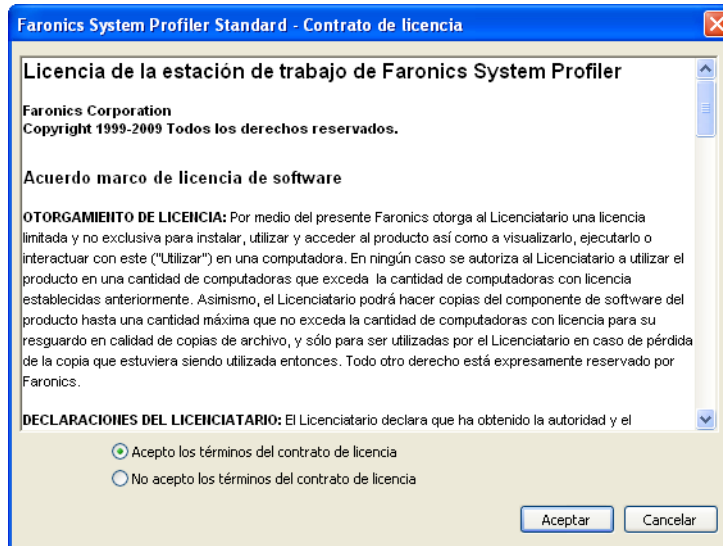 Faronics System Profiler Standard - Contrato de licencia
Licencia de la estación de trabajo de Faronics System Profiler
Faronics Corporation
Copyright 1999-2009 Todos los derechos reservados.
Acuerdo marco de licencia de software
OTORGAMIENTO DE LICENCIA: Por medio del presente Faronics otorga al Licenciatario una licencia
limitada y no exclusiva para instalar, utilizar y acceder al producto así como a visualizarlo, ejecutarlo o
interactuar con este ("Utilizar") en una computadora. En ningún caso se autoriza al Licenciatario a utilizar el
producto en una cantidad de computadoras que exceda la cantidad de computadoras con licencia
establecidas anteriormente. Asimismo, el Licenciatario podrá hacer copias del componente de software del
producto hasta una cantidad máxima que no exceda la cantidad de computadoras con licencia para su
resguardo en calidad de copias de archivo, y sólo para ser utilizadas por el Licenciatario en caso de pérdida
de la copia que estuviera siendo utilizada entonces. Todo otro derecho está expresamente reservado por
Faronics.
DECLARACIONES DEL LICENCIATARIO: El Licenciatario declara que ha obtenido la autoridad y el
Acepto los términos del contrato de licencia
No acepto los términos del contrato de licencia
Aceptar Cancelar